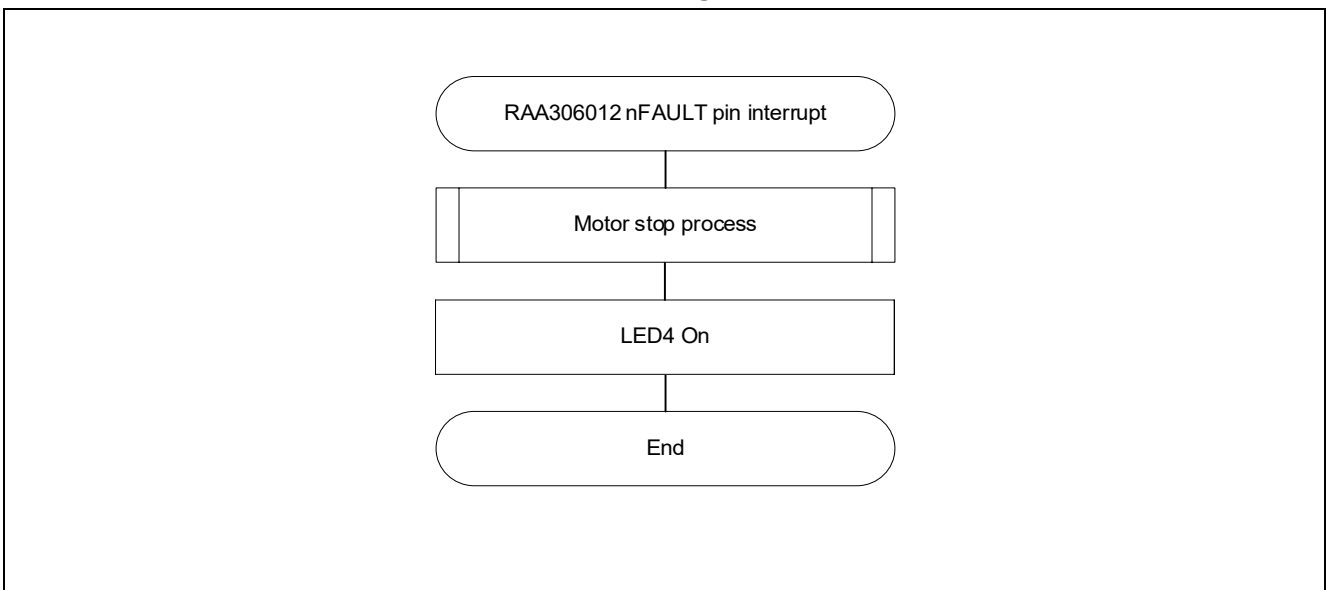 RAA306012 nFAULT pin interrupt
Motor stop process
LED4 On
End